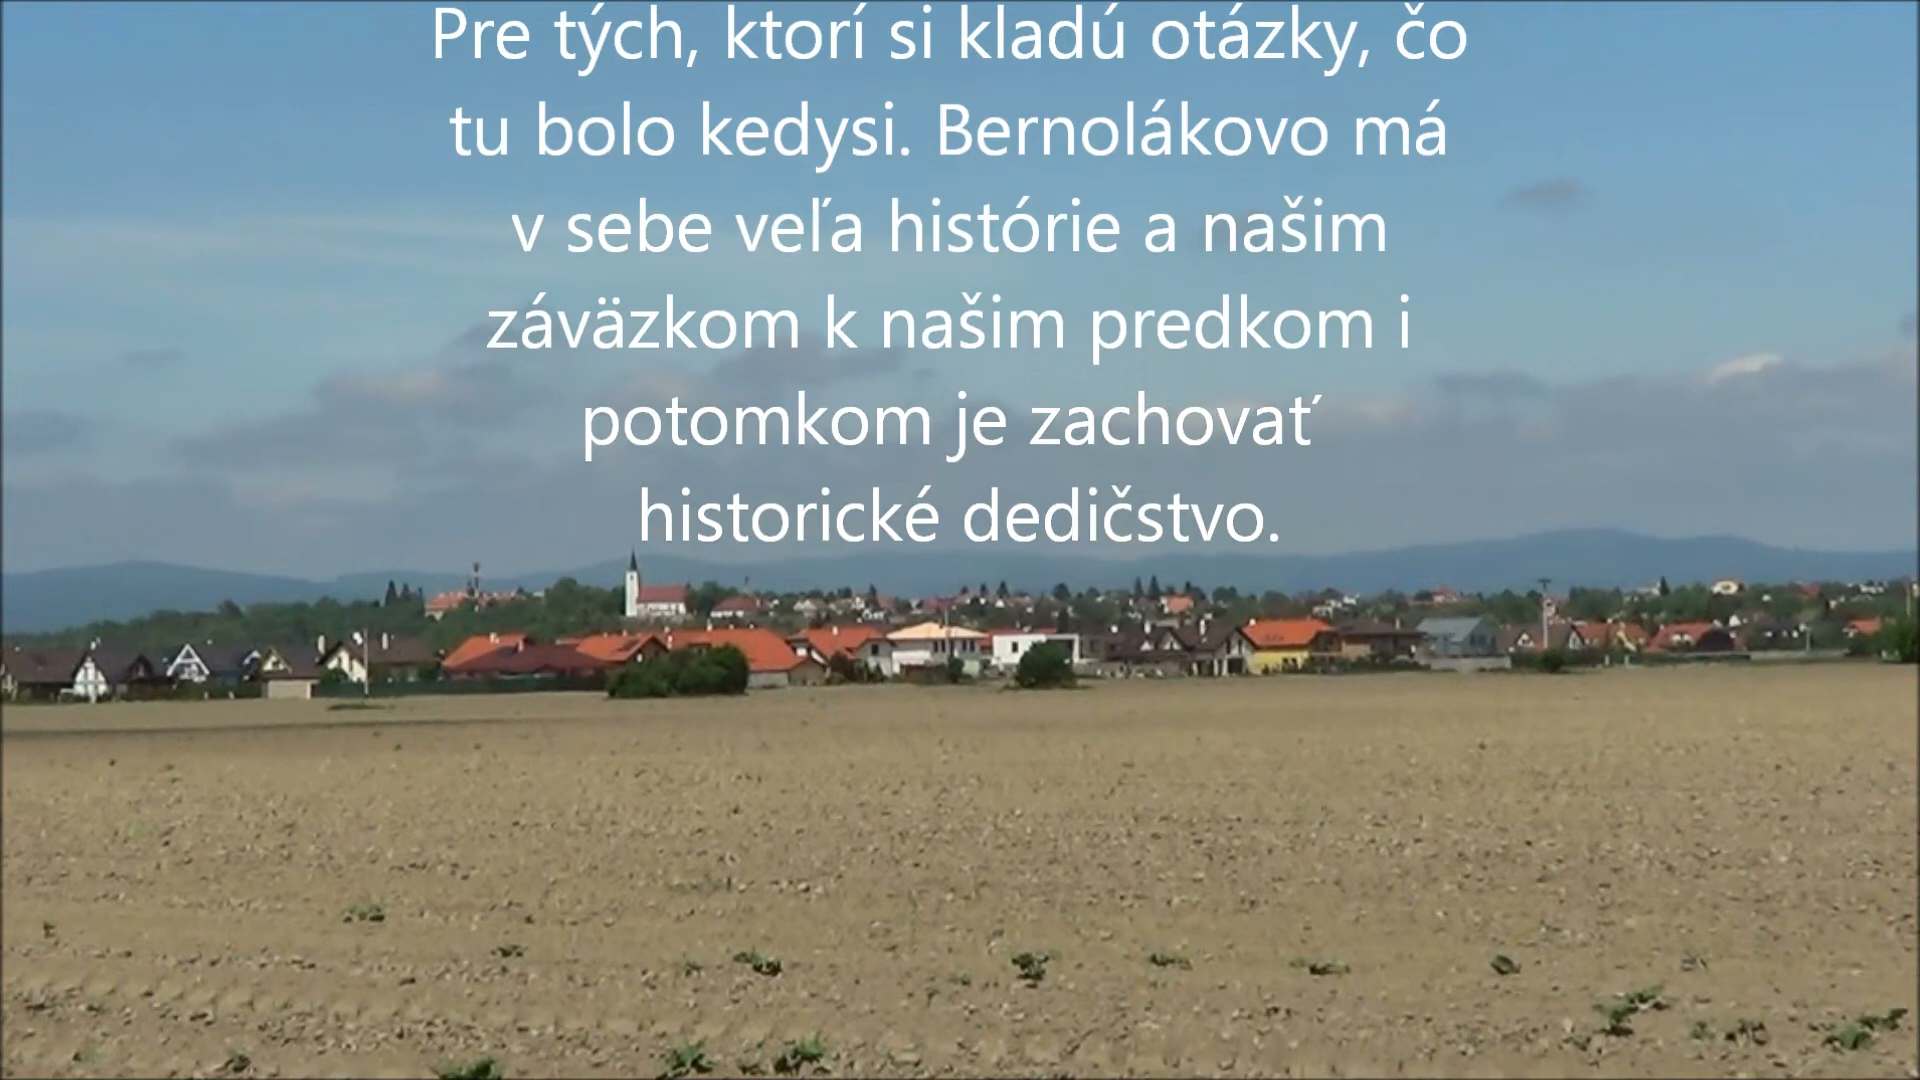 Pre tých, ktorí si kladú otázky, čo
tu bolo kedysi. Bernolákovo má
v sebe veľa histórie a našim
záväzkom k našim predkom i
potomkom je zachovať
historické dedičstvo.